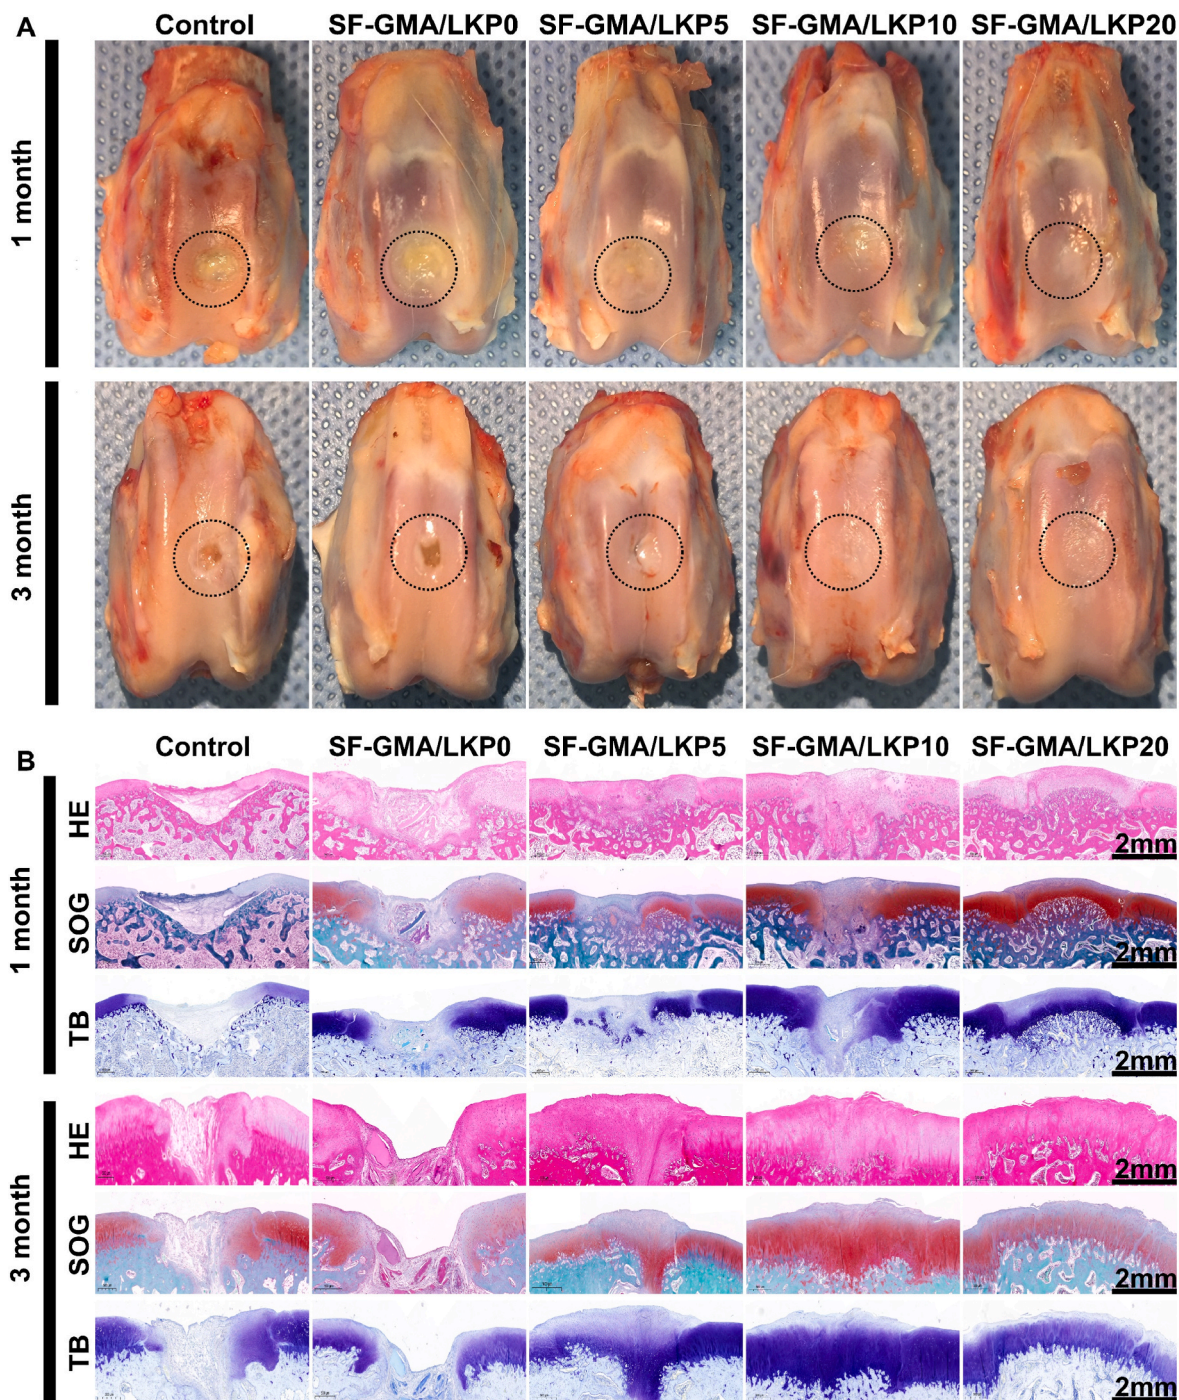 A
Control SF-GMA/LKP0 SF-GMA/LKP5 SF-GMA/LKP10 SF-GMA/LKP20
1 month
3 month
B
Control SF-GMA/LKP0 SF-GMA/LKP5 SF-GMA/LKP10 SF-GMA/LKP20
1 month
HE
2mm
SOG
2mm
TB
2mm
3 month
HE
2mm
SOG
2mm
TB
2mm